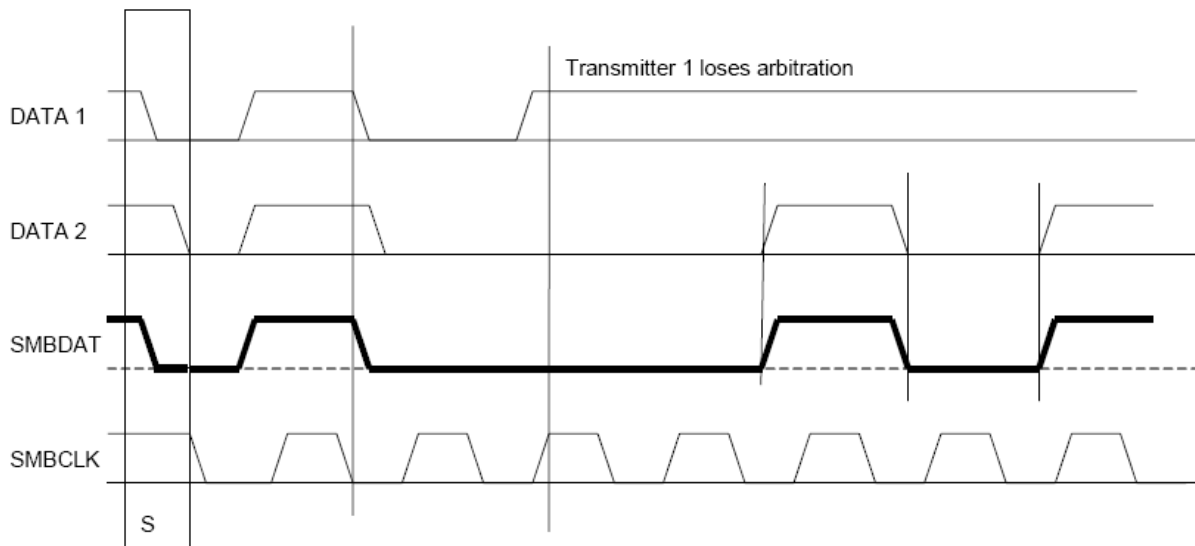 Transmitter 1 loses arbitration
DATA 1
DATA 2
SMBDAT
SMBCLK
S